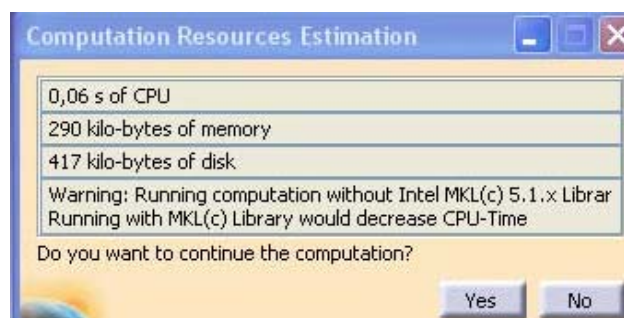 Computation Resources Estimation
0,06 s of CPU
290 kilo-bytes of memory
417 kilo-bytes of disk
Warning: Running computation without Intel MKL(c) 5.1.x Librar
Running with MKL(c) Library would decrease CPU-Time
Do you want to continue the computation?
Yes No